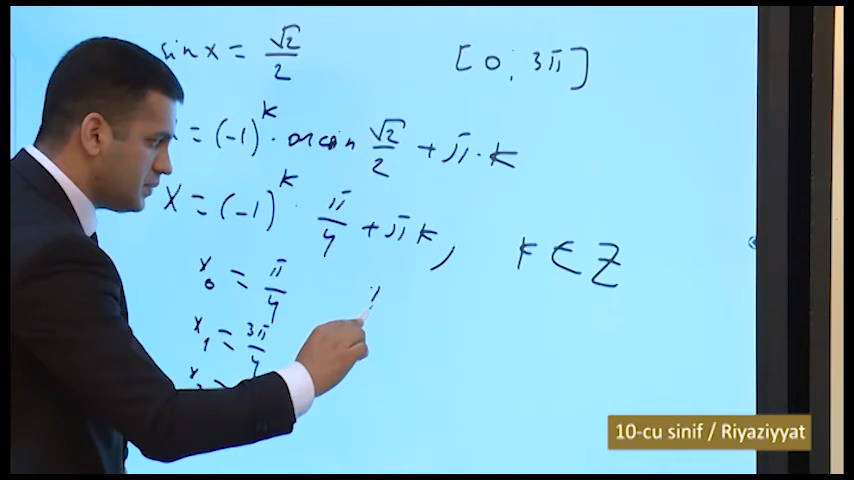 sin x = √2/2 [0; 3π]
= (-1)^k · arcsin √2/2 + π · k
x = (-1)^k · π/4 + πk, k ∈ Z
x₀ = π/4
x₁ = 3π/4
10-cu sinif / Riyaziyyat